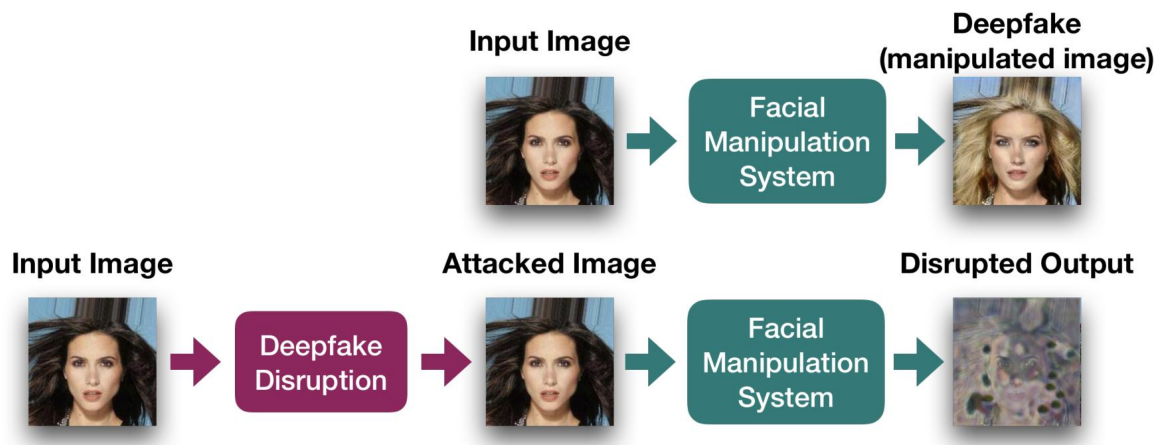 Input Image
Deepfake
(manipulated image)
Facial
Manipulation
System
Input Image
Attacked Image
Disrupted Output
Deepfake
Disruption
Facial
Manipulation
System